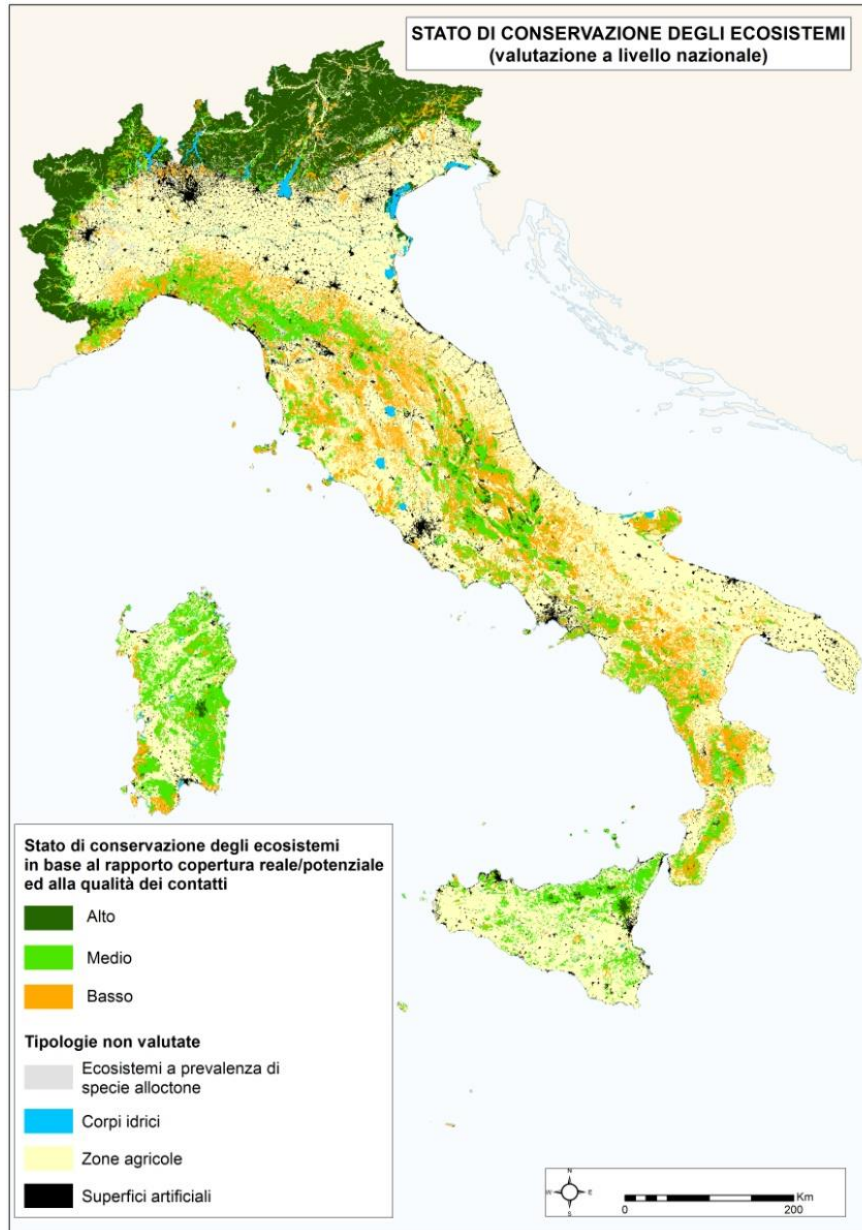 STATO DI CONSERVAZIONE DEGLI ECOSISTEMI
(valutazione a livello nazionale)
Stato di conservazione degli ecosistemi
in base al rapporto copertura reale/potenziale
ed alla qualità dei contatti
Alto
Medio
Basso
Tipologie non valutate
Ecosistemi a prevalenza di
specie alloctone
Corpi idrici
Zone agricole
Superfici artificiali
N
W
E
S
Km
0
200